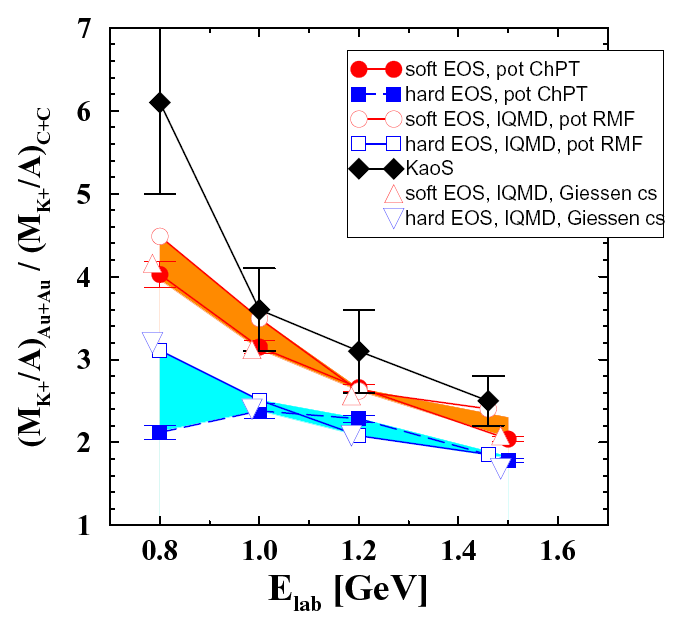 7
6
5
4
3
2
1
(M_K+/A)_Au+Au / (M_K+/A)_C+C
soft EOS, pot ChPT
hard EOS, pot ChPT
soft EOS, IQMD, pot RMF
hard EOS, IQMD, pot RMF
KaoS
soft EOS, IQMD, Giessen cs
hard EOS, IQMD, Giessen cs
0.8 1.0 1.2 1.4 1.6
E_lab [GeV]